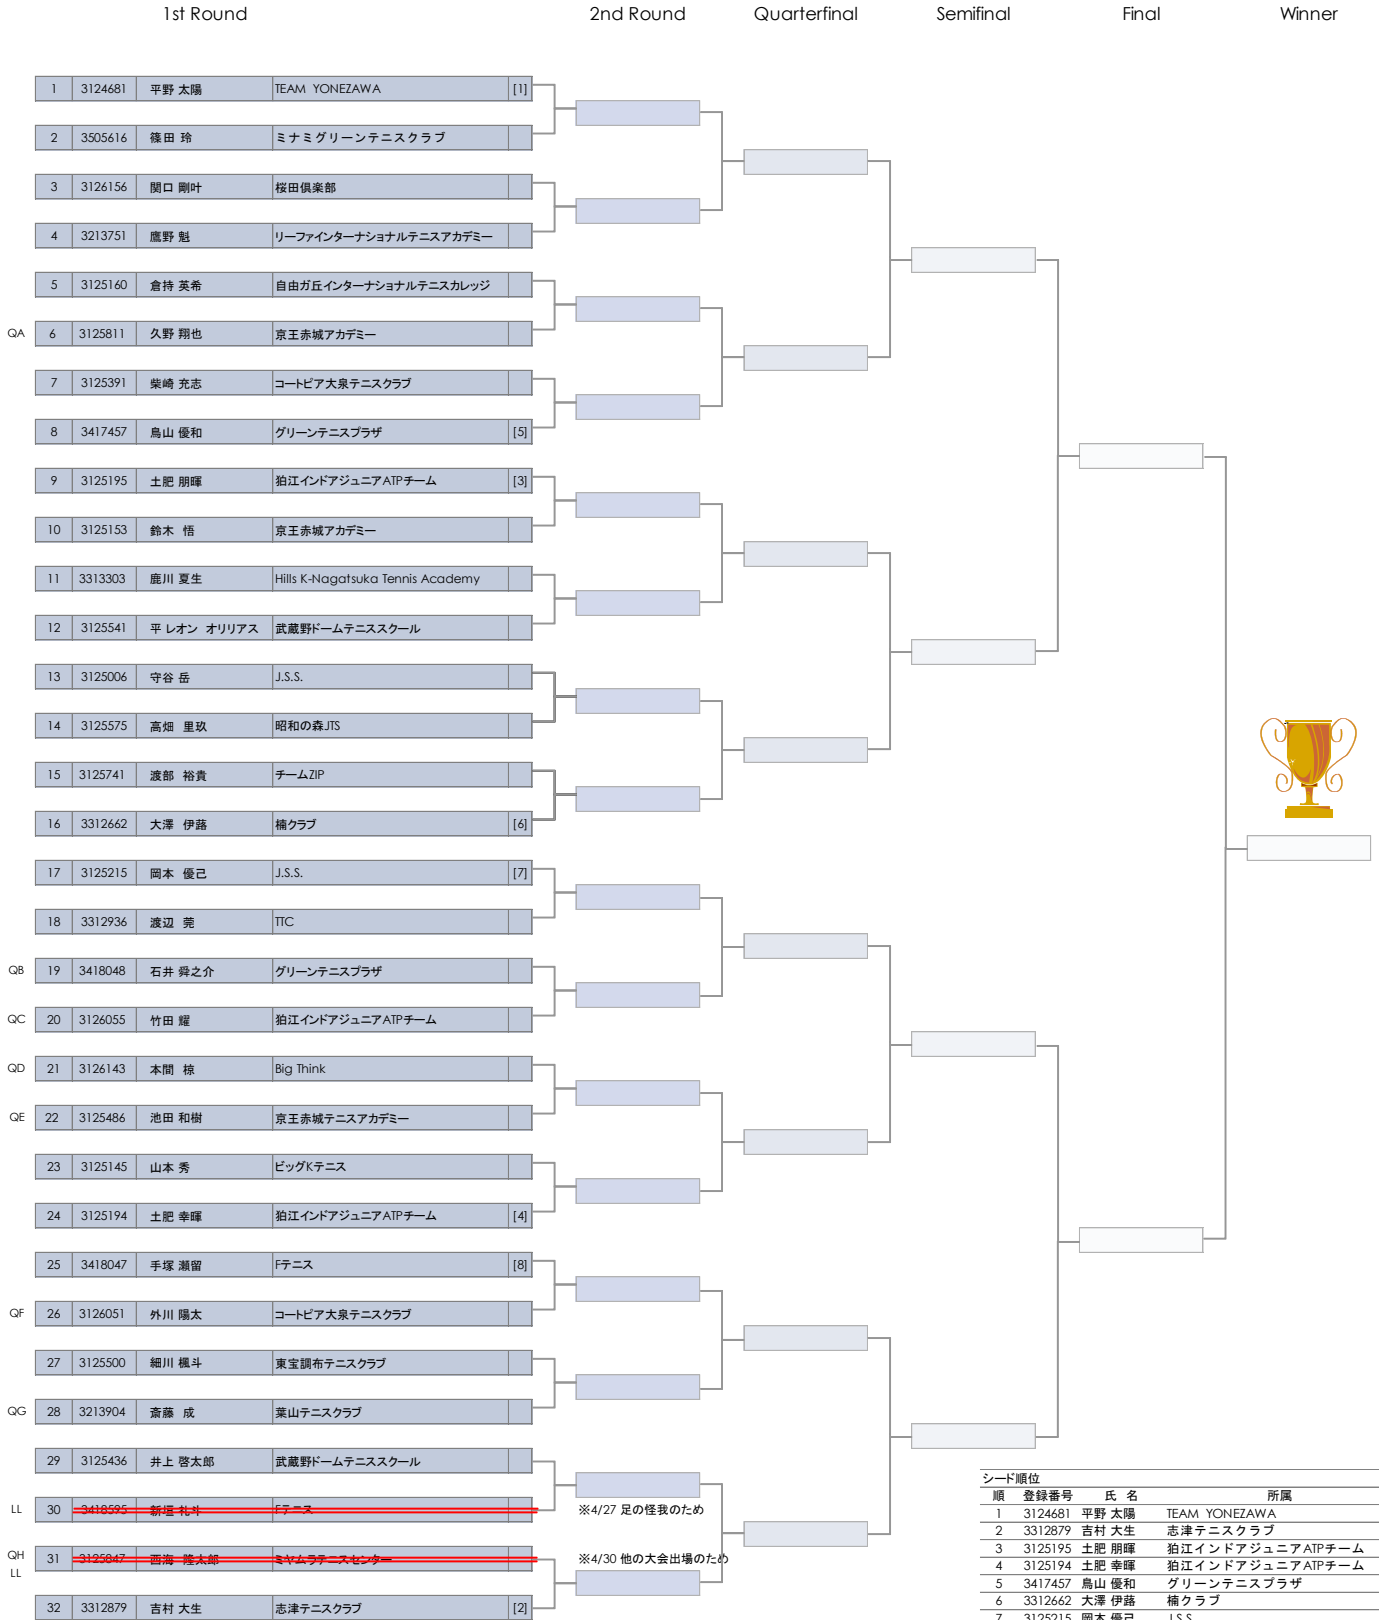 1st Round 2nd Round Quarterfinal Semifinal Final Winner
1 3124681 平野 太陽 TEAM YONEZAWA [1]
2 3505616 篠田 玲 ミナミグリーンテニスクラブ
3 3126156 関口 剛叶 桜田倶楽部
4 3213751 鷹野 魁 リーファインターナショナルテニスアカデミー
5 3125160 倉持 英希 自由ガ丘インターナショナルテニスカレッジ
QA 6 3125811 久野 翔也 京王赤城アカデミー
7 3125391 柴崎 充志 コートピア大泉テニスクラブ
8 3417457 鳥山 優和 グリーンテニスプラザ [5]
9 3125195 土肥 朋暉 狛江インドアジュニアATPチーム [3]
10 3125153 鈴木 悟 京王赤城アカデミー
11 3313303 鹿川 夏生 Hills K-Nagatsuka Tennis Academy
12 3125541 平 レオン オリリアス 武蔵野ドームテニススクール
13 3125006 守谷 岳 J.S.S.
14 3125575 高畑 里玖 昭和の森JTS
15 3125741 渡部 裕貴 チームZIP
16 3312662 大澤 伊蕗 楠クラブ [6]
17 3125215 岡本 優己 J.S.S. [7]
18 3312936 渡辺 莞 TTC
QB 19 3418048 石井 舜之介 グリーンテニスプラザ
QC 20 3126055 竹田 耀 狛江インドアジュニアATPチーム
QD 21 3126143 本間 椋 Big Think
QE 22 3125486 池田 和樹 京王赤城テニスアカデミー
23 3125145 山本 秀 ビッグKテニス
24 3125194 土肥 幸暉 狛江インドアジュニアATPチーム [4]
25 3418047 手塚 瀬留 Fテニス [8]
QF 26 3126051 外川 陽太 コートピア大泉テニスクラブ
27 3125500 細川 楓斗 東宝調布テニスクラブ
QG 28 3213904 斎藤 成 葉山テニスクラブ
29 3125436 井上 啓太郎 武蔵野ドームテニススクール
LL 30 3418595 新垣 礼斗 Fテニス ※4/27 足の怪我のため
QH LL 31 3125847 西海 隆太郎 ミヤムラテニスセンター ※4/30 他の大会出場のため
32 3312879 吉村 大生 志津テニスクラブ [2]
シード順位
順 登録番号 氏 名 所属
1 3124681 平野 太陽 TEAM YONEZAWA
2 3312879 吉村 大生 志津テニスクラブ
3 3125195 土肥 朋暉 狛江インドアジュニアATPチーム
4 3125194 土肥 幸暉 狛江インドアジュニアATPチーム
5 3417457 鳥山 優和 グリーンテニスプラザ
6 3312662 大澤 伊蕗 楠クラブ
7 3125215 岡本 優己 J.S.S.